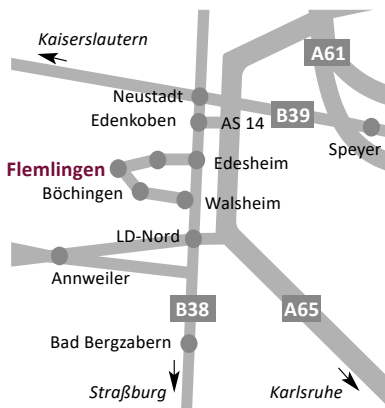 Kaiserslautern
A61
Neustadt
B39
Edenkoben
AS 14
Speyer
Flemlingen
Edesheim
Böchingen
Walsheim
LD-Nord
Annweiler
B38
A65
Bad Bergzabern
Straßburg
Karlsruhe